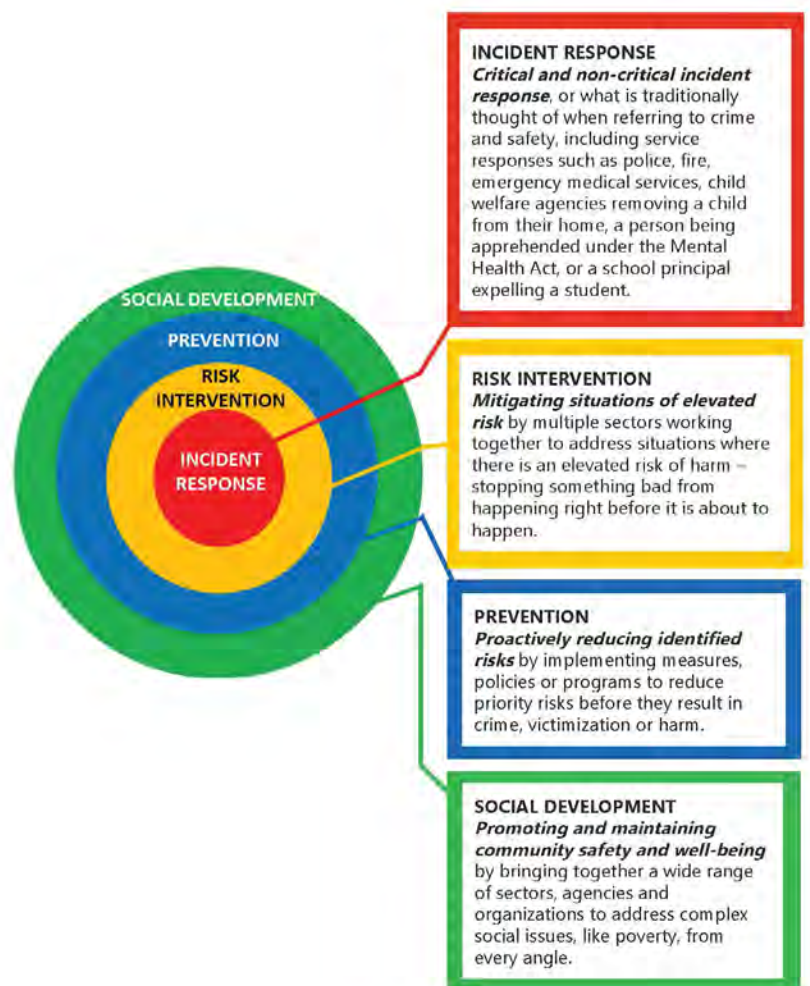 SOCIAL DEVELOPMENT
PREVENTION
RISK
INTERVENTION
INCIDENT
RESPONSE
INCIDENT RESPONSE
Critical and non-critical incident
response, or what is traditionally
thought of when referring to crime
and safety, including service
responses such as police, fire,
emergency medical services, child
welfare agencies removing a child
from their home, a person being
apprehended under the Mental
Health Act, or a school principal
expelling a student.
RISK INTERVENTION
Mitigating situations of elevated
risk by multiple sectors working
together to address situations where
there is an elevated risk of harm –
stopping something bad from
happening right before it is about to
happen.
PREVENTION
Proactively reducing identified
risks by implementing measures,
policies or programs to reduce
priority risks before they result in
crime, victimization or harm.
SOCIAL DEVELOPMENT
Promoting and maintaining
community safety and well-being
by bringing together a wide range
of sectors, agencies and
organizations to address complex
social issues, like poverty, from
every angle.